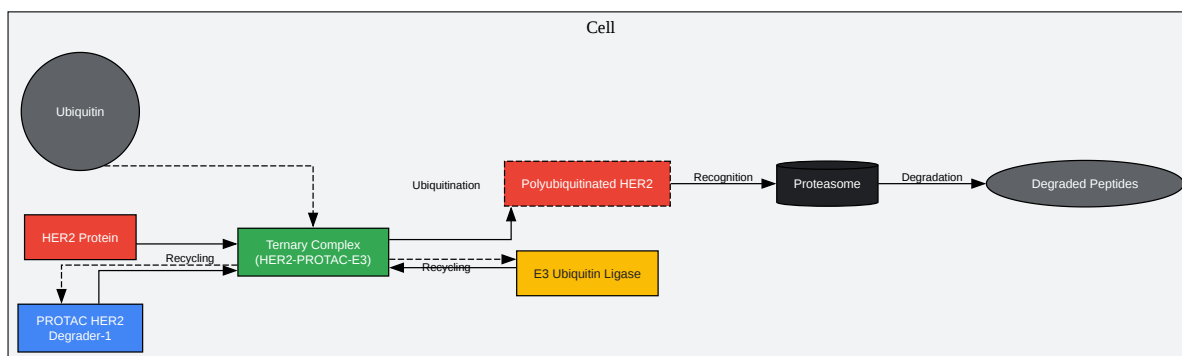 Cell
Ubiquitin
Ubiquitination
Polyubiquitinated HER2
Recognition
Proteasome
Degradation
Degraded Peptides
HER2 Protein
Ternary Complex
(HER2-PROTAC-E3)
Recycling
Recycling
E3 Ubiquitin Ligase
PROTAC HER2
Degrader-1